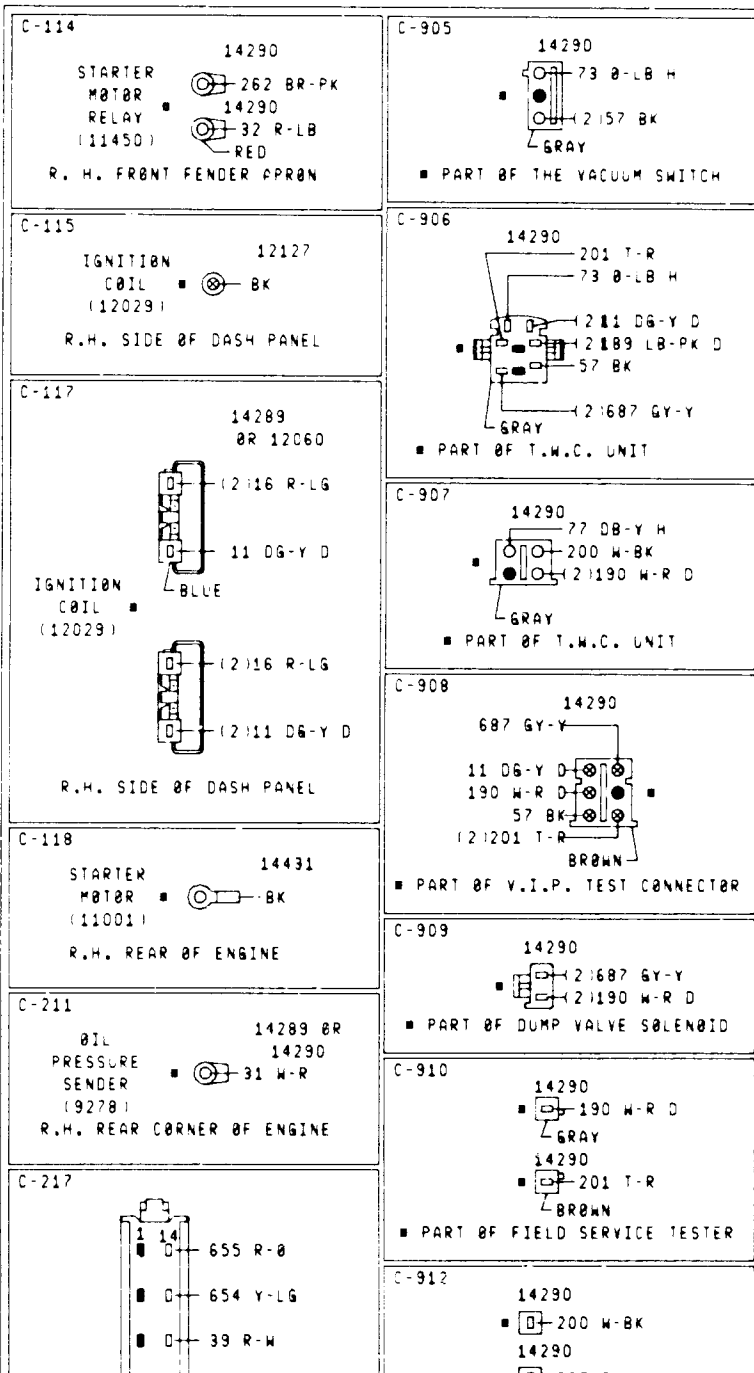 C-114
14290
STARTER MOTOR RELAY (11450)
262 BR-PK
14290
32 R-LB
RED
R. H. FRONT FENDER APRON
C-115
12127
IGNITION COIL (12029)
BK
R.H. SIDE OF DASH PANEL
C-117
14289
OR 12060
(2)16 R-LG
11 DG-Y D
BLUE
IGNITION COIL (12029)
(2)16 R-LG
(2)11 DG-Y D
R.H. SIDE OF DASH PANEL
C-118
14431
STARTER MOTOR (11001)
BK
R.H. REAR OF ENGINE
C-211
14289 OR
14290
OIL PRESSURE SENDER (9278)
31 W-R
R.H. REAR CORNER OF ENGINE
C-217
1 14
655 R-O
654 Y-LG
39 R-W
C-905
14290
73 O-LB H
(2)57 BK
GRAY
PART OF THE VACUUM SWITCH
C-906
14290
201 T-R
73 O-LB H
(2)11 DG-Y D
(2)189 LB-PK D
57 BK
(2)687 GY-Y
GRAY
PART OF T.W.C. UNIT
C-907
14290
77 DB-Y H
200 W-BK
(2)190 W-R D
GRAY
PART OF T.W.C. UNIT
C-908
14290
687 GY-Y
11 DG-Y D
190 W-R D
57 BK
(2)201 T-R
BROWN
PART OF V.I.P. TEST CONNECTOR
C-909
14290
(2)687 GY-Y
(2)190 W-R D
PART OF DUMP VALVE SOLENOID
C-910
14290
190 W-R D
GRAY
14290
201 T-R
BROWN
PART OF FIELD SERVICE TESTER
C-912
14290
200 W-BK
14290